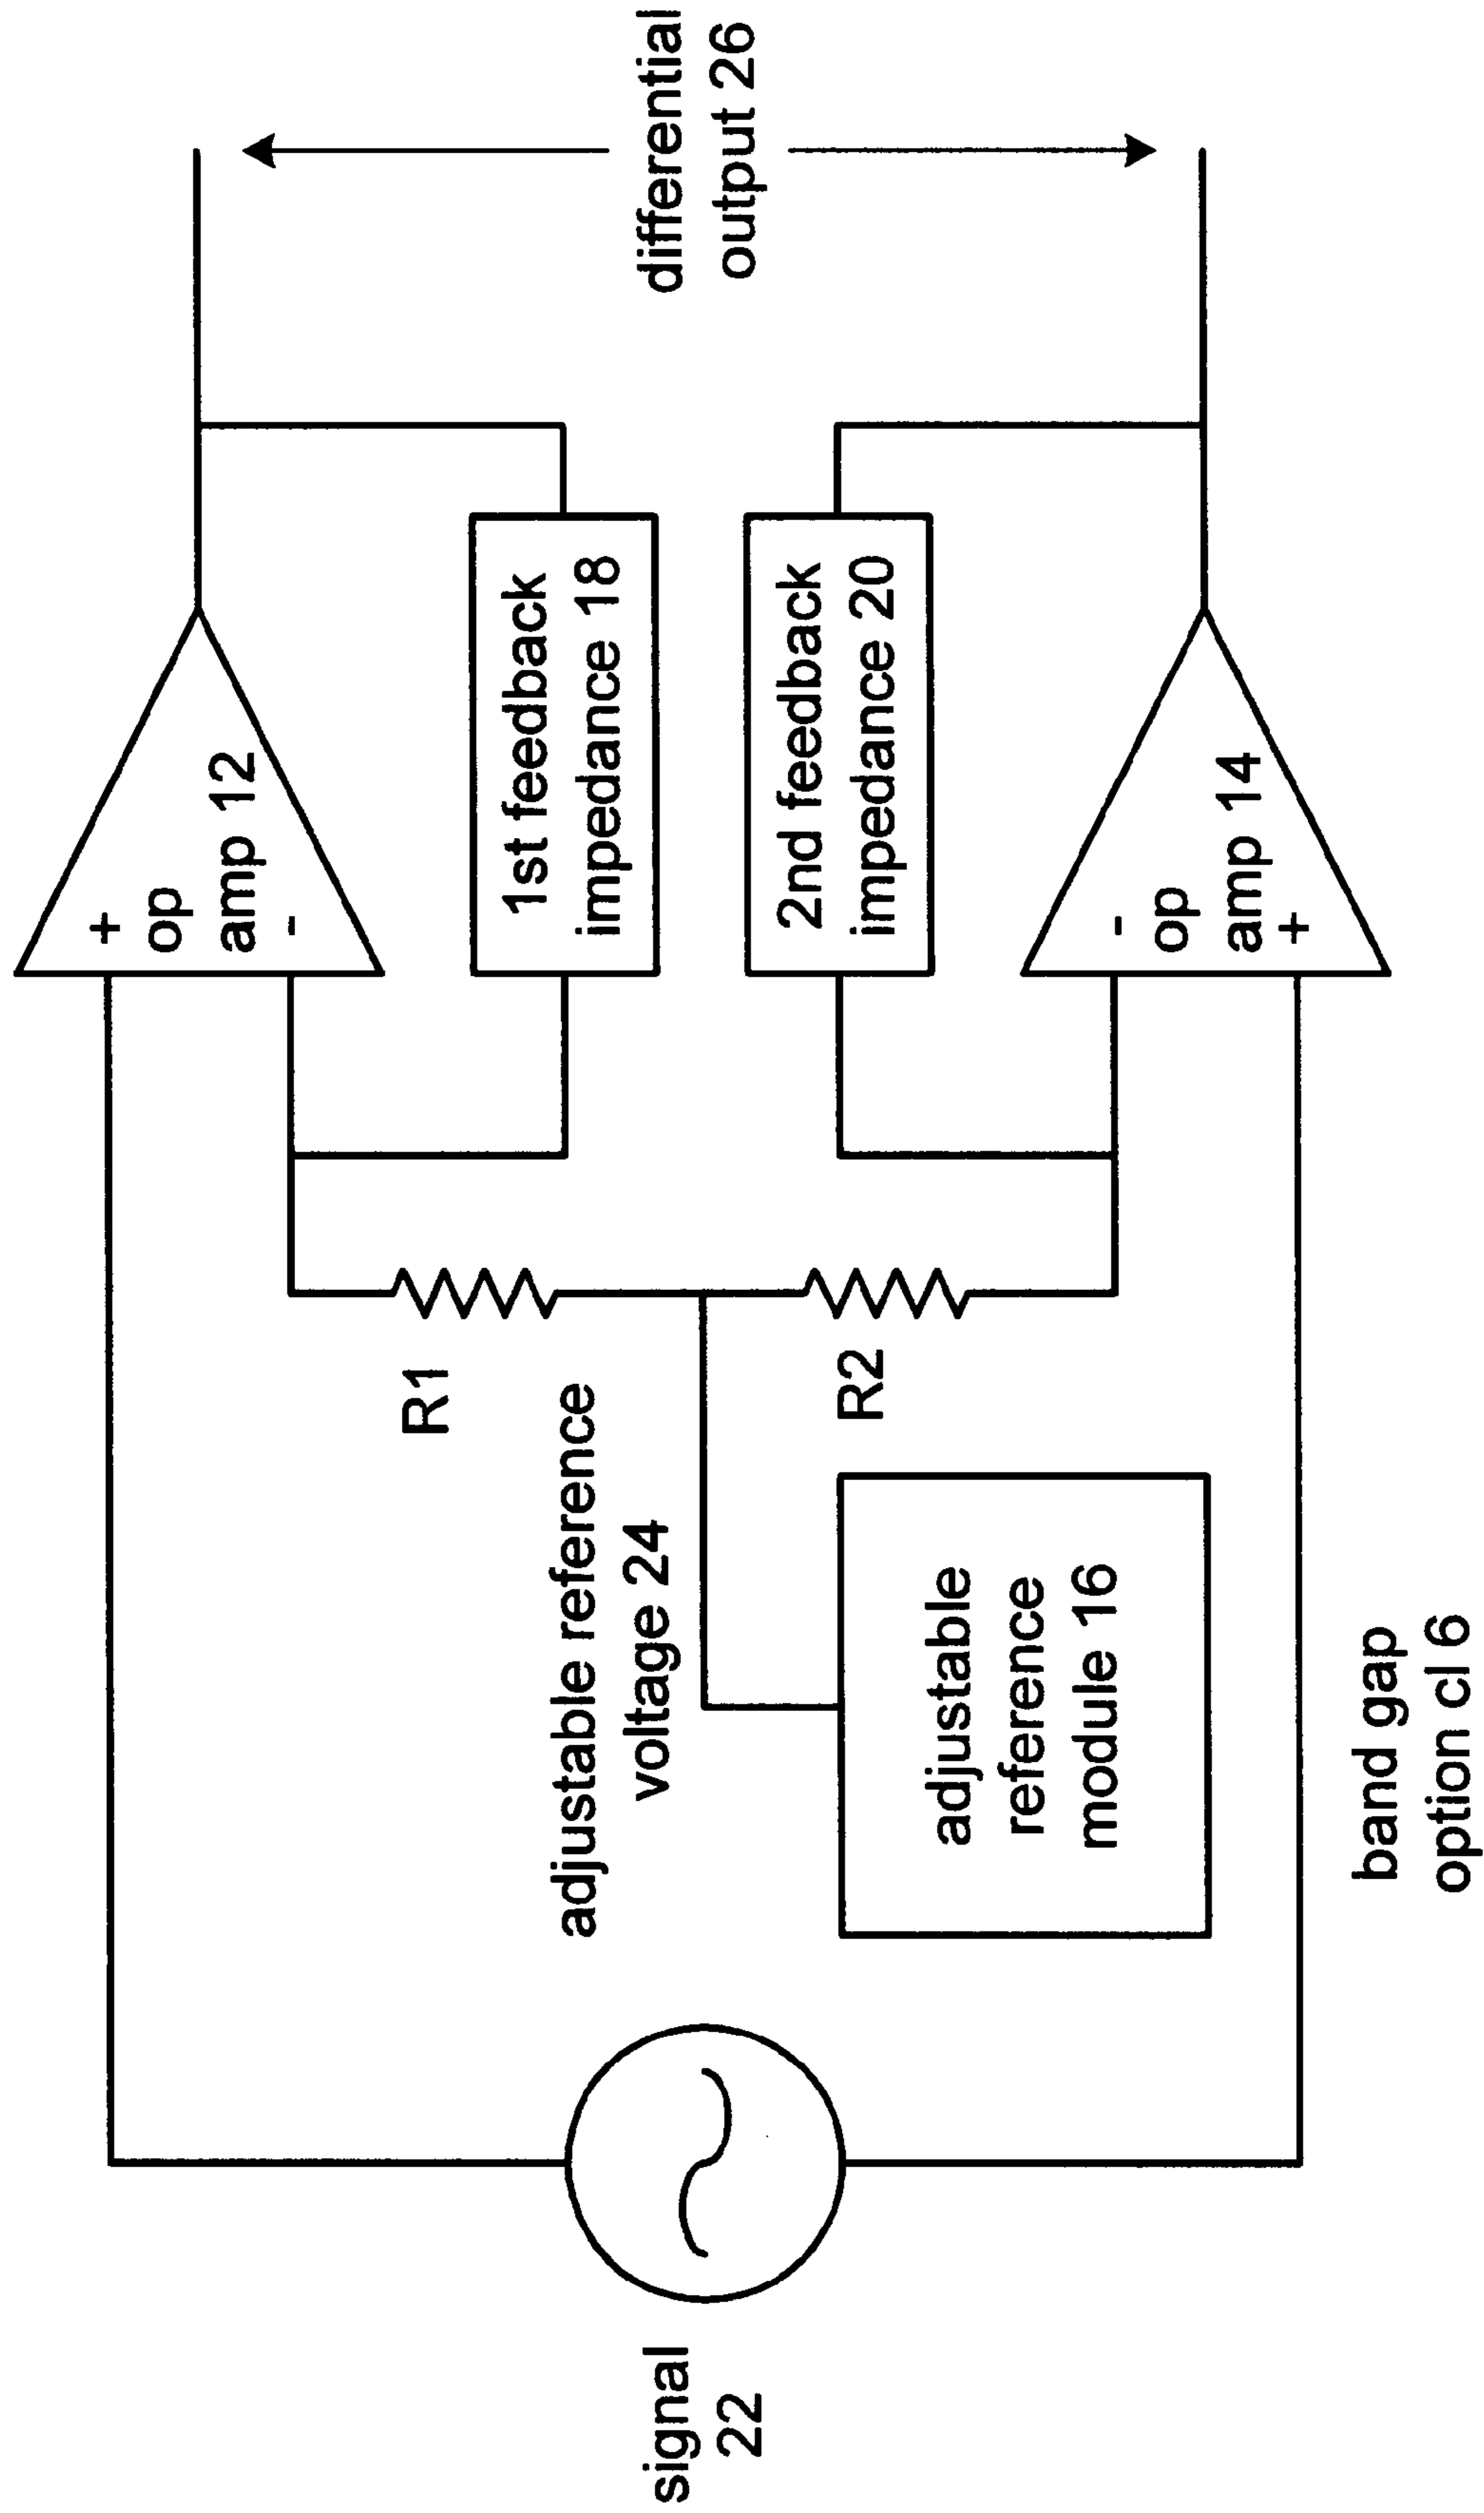 +
op
amp 12
-
1st feedback
impedance 18
2nd feedback
impedance 20
-
op
amp 14
+
differential
output 26
R1
R2
adjustable reference
voltage 24
adjustable
reference
module 16
signal
22
band gap
option cl 6